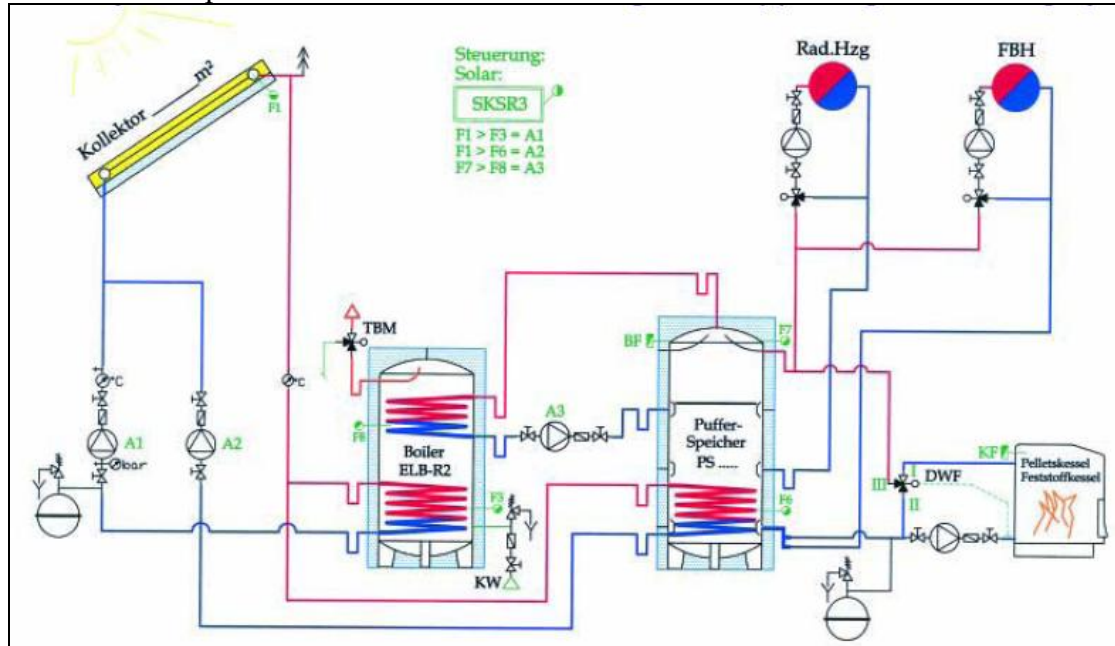 Kollektor ______ m²
F1
Steuerung:
Solar:
SKSR3
F1 > F3 = A1
F1 > F6 = A2
F7 > F8 = A3
Rad.Hzg
FBH
TBM
°C
°C
A1
A2
bar
F8
Boiler
ELB-R2
F3
KW
A3
BF
F7
Puffer-
Speicher
PS .....
F6
KF
I
III
DWF
II
Pelletskessel
Feststoffkessel